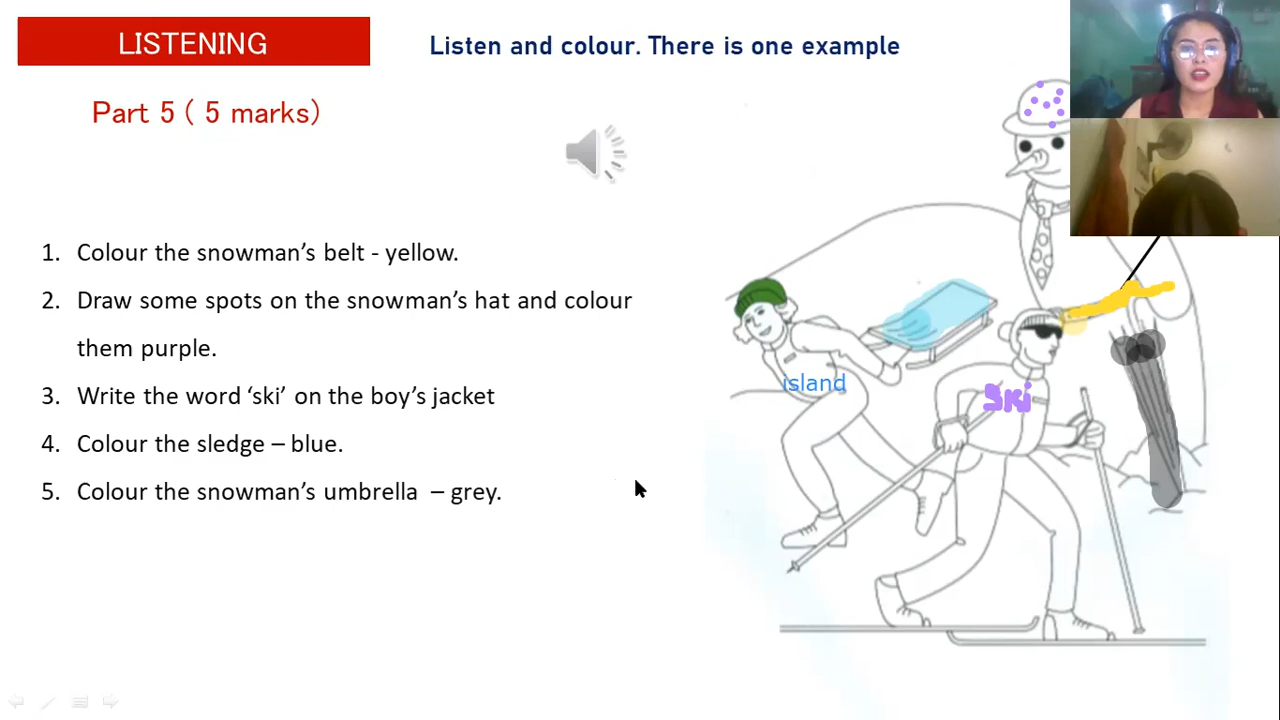 LISTENING
Listen and colour. There is one example
Part 5 ( 5 marks)
1. Colour the snowman’s belt - yellow.
2. Draw some spots on the snowman’s hat and colour
them purple.
3. Write the word ‘ski’ on the boy’s jacket
4. Colour the sledge – blue.
5. Colour the snowman’s umbrella – grey.
island
Ski